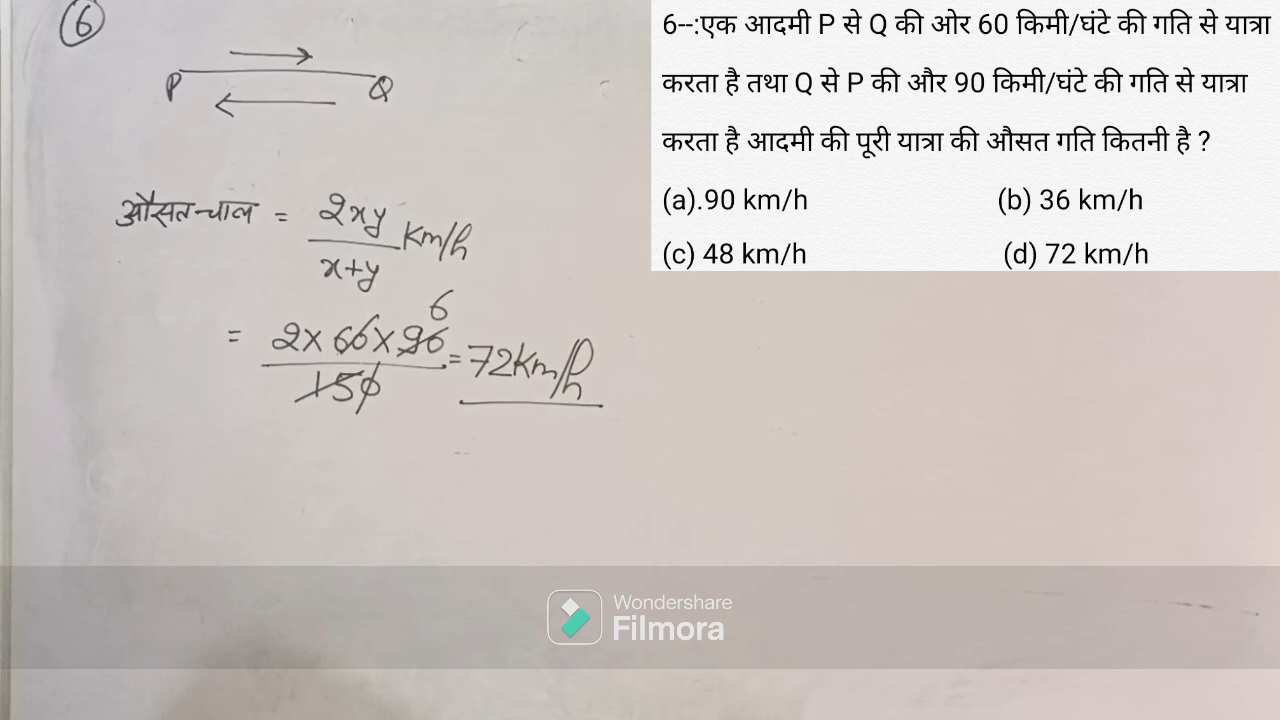 6
6--:एक आदमी P से Q की ओर 60 किमी/घंटे की गति से यात्रा
करता है तथा Q से P की और 90 किमी/घंटे की गति से यात्रा
करता है आदमी की पूरी यात्रा की औसत गति कितनी है ?
(a).90 km/h (b) 36 km/h
(c) 48 km/h (d) 72 km/h
P Q
औसत-चाल = 2xy/x+y Km/h
6
= 2×60×90/150 = 72Km/h
Wondershare
Filmora